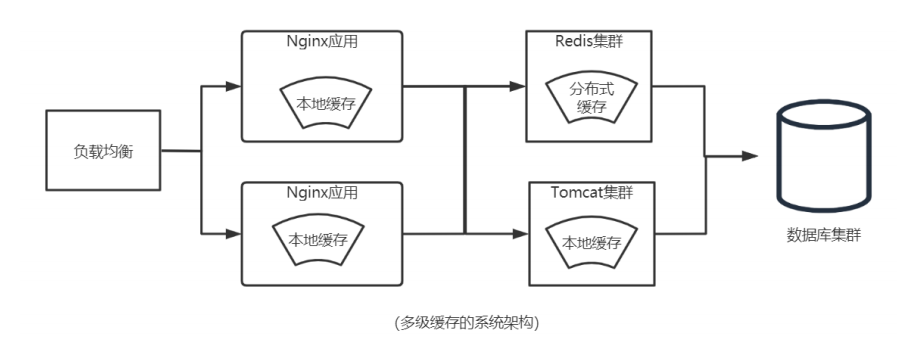 Nginx应用
本地缓存
Redis集群
分布式
缓存
负载均衡
Nginx应用
本地缓存
Tomcat集群
本地缓存
数据库集群
(多级缓存的系统架构)